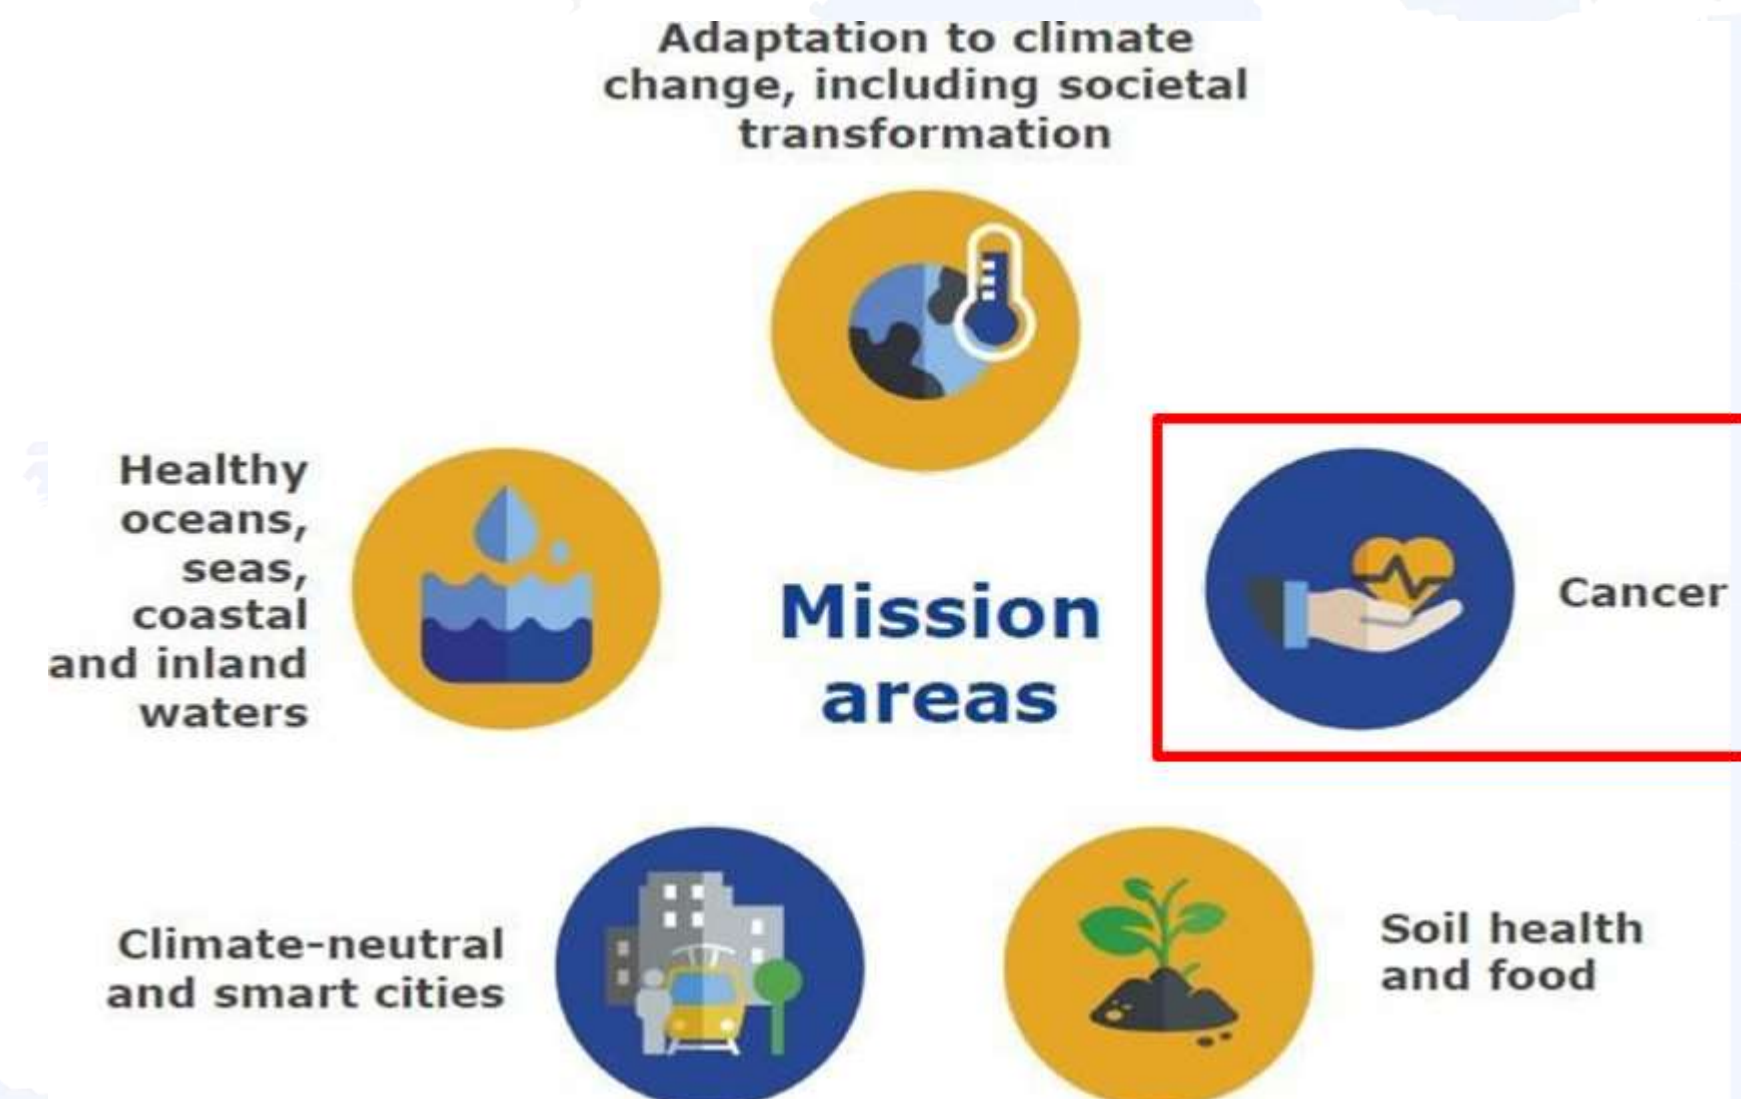 Adaptation to climate
change, including societal
transformation
Healthy
oceans,
seas,
coastal
and inland
waters
Mission
areas
Cancer
Climate-neutral
and smart cities
Soil health
and food